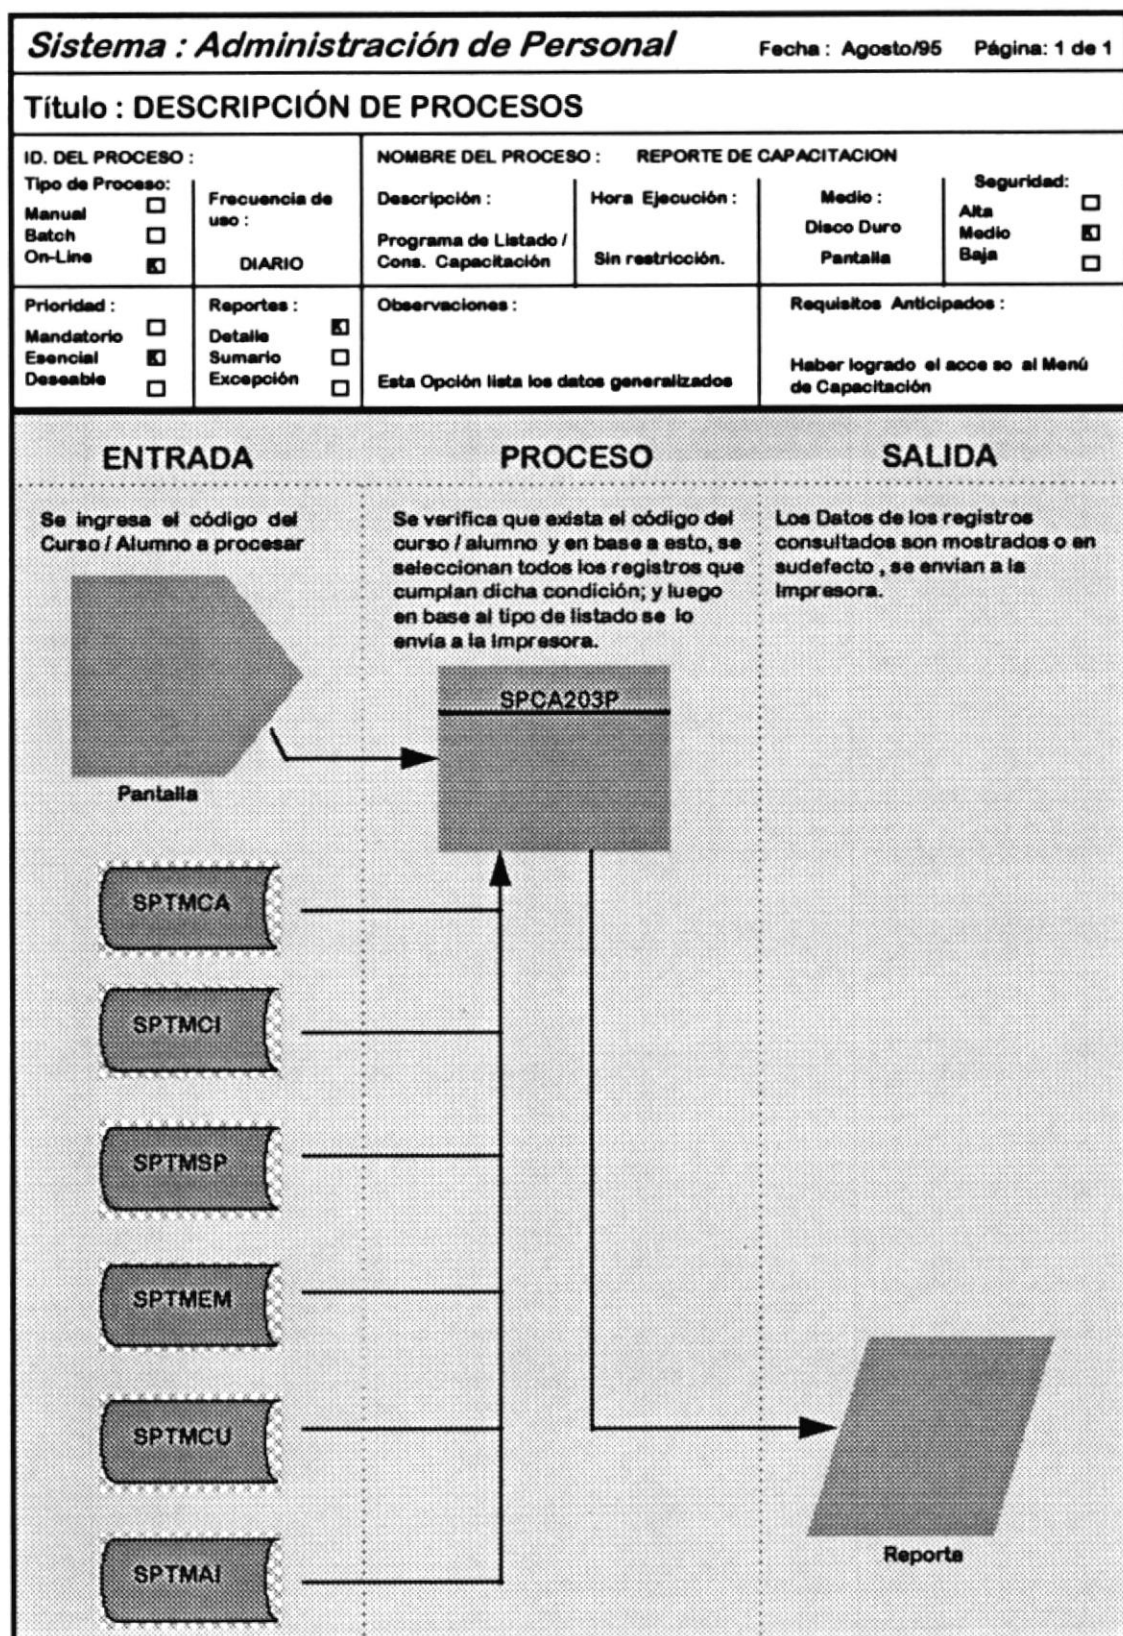 Sistema : Administración de Personal Fecha : Agosto/95 Página: 1 de 1
Título : DESCRIPCIÓN DE PROCESOS
ID. DEL PROCESO :
NOMBRE DEL PROCESO : REPORTE DE CAPACITACION
Tipo de Proceso:
Manual
Batch
On-Line
Frecuencia de
uso :
DIARIO
Descripción :
Programa de Listado /
Cons. Capacitación
Hora Ejecución :
Sin restricción.
Medio :
Disco Duro
Pantalla
Seguridad:
Alta
Medio
Baja
Prioridad :
Mandatorio
Esencial
Deseable
Reportes :
Detalle
Sumario
Excepción
Observaciones :
Esta Opción lista los datos generalizados
Requisitos Anticipados :
Haber logrado el acce so al Menú
de Capacitación
ENTRADA
PROCESO
SALIDA
Se ingresa el código del
Curso / Alumno a procesar
Se verifica que exista el código del
curso / alumno y en base a esto, se
seleccionan todos los registros que
cumplan dicha condición; y luego
en base al tipo de listado se lo
envía a la Impresora.
Los Datos de los registros
consultados son mostrados o en
sudefecto , se envían a la
Impresora.
SPCA203P
Pantalla
SPTMCA
SPTMCI
SPTMSP
SPTMEM
SPTMCU
SPTMAI
Reporte